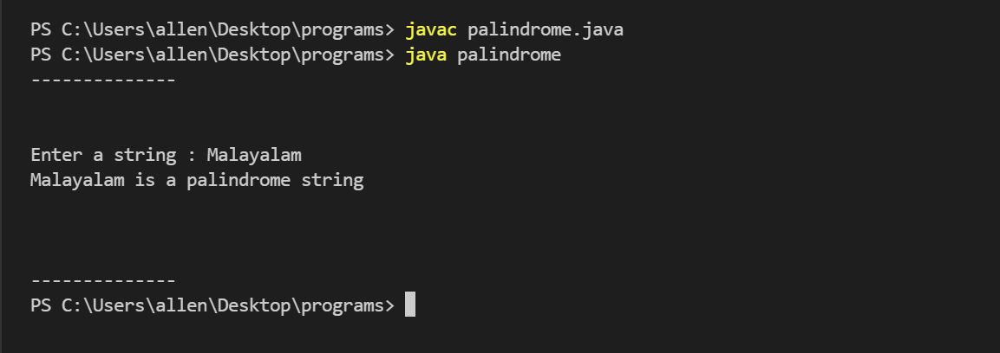 PS C:\Users\allen\Desktop\programs> javac palindrome.java
PS C:\Users\allen\Desktop\programs> java palindrome
--------------
Enter a string : Malayalam
Malayalam is a palindrome string
--------------
PS C:\Users\allen\Desktop\programs>